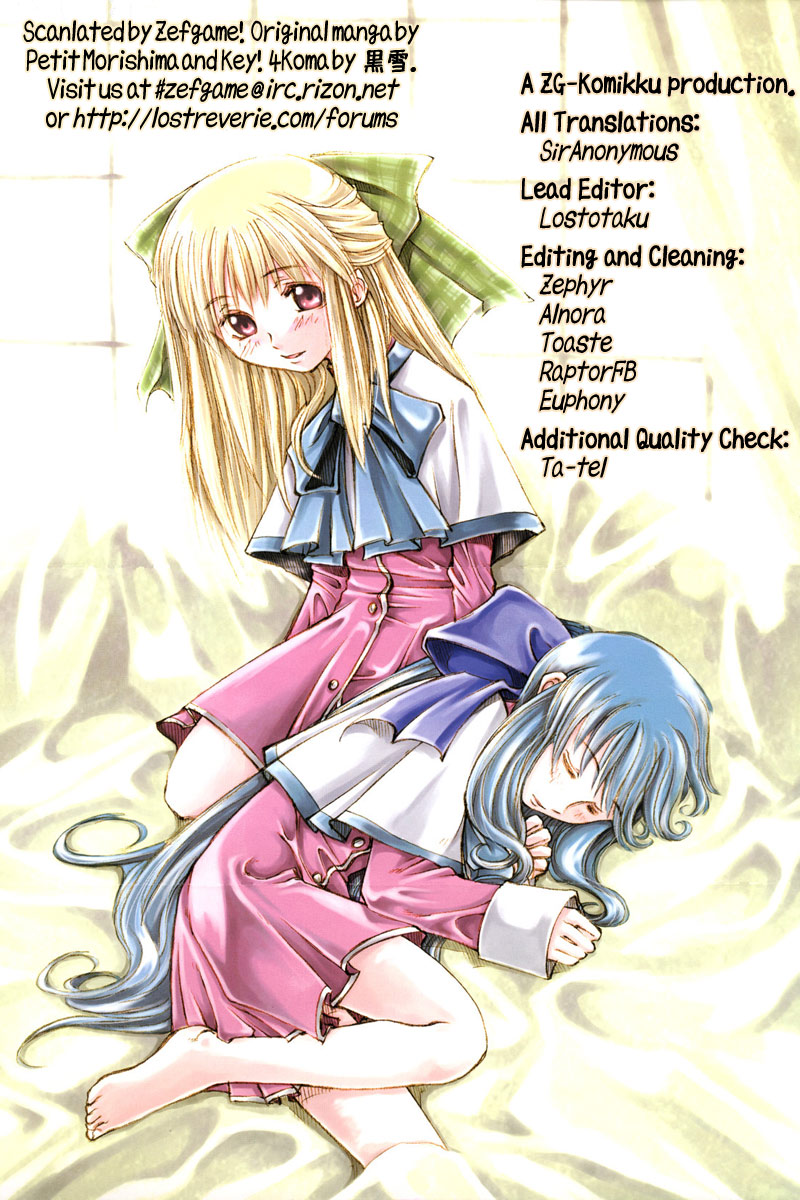 Scanlated by Zefgame! Original manga by
Petit Morishima and Key! 4Koma by 黒雪.
Visit us at #zefgame@irc.rizon.net
or http://lostreverie.com/forums
A ZG-Komikku production.
All Translations:
SirAnonymous
Lead Editor:
Lostotaku
Editing and Cleaning:
Zephyr
Alnora
Toaste
RaptorFB
Euphony
Additional Quality Check:
Ta-tel